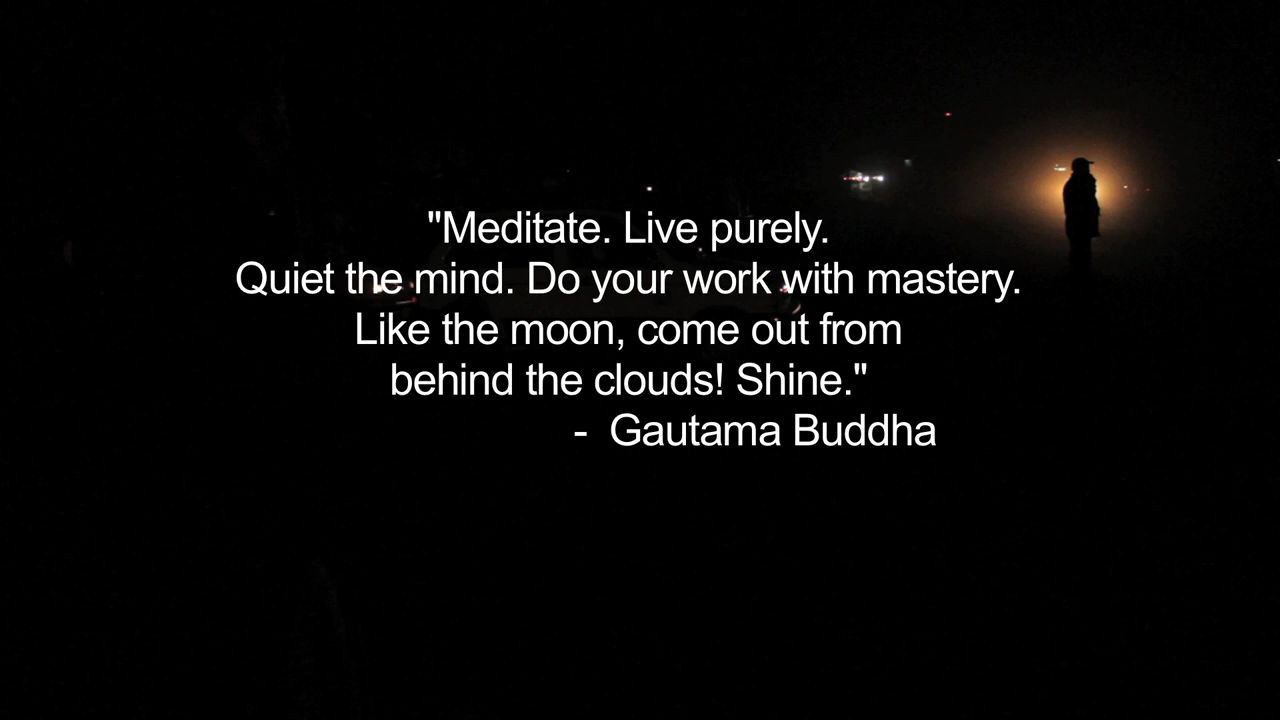 "Meditate. Live purely.
Quiet the mind. Do your work with mastery.
Like the moon, come out from
behind the clouds! Shine."
- Gautama Buddha